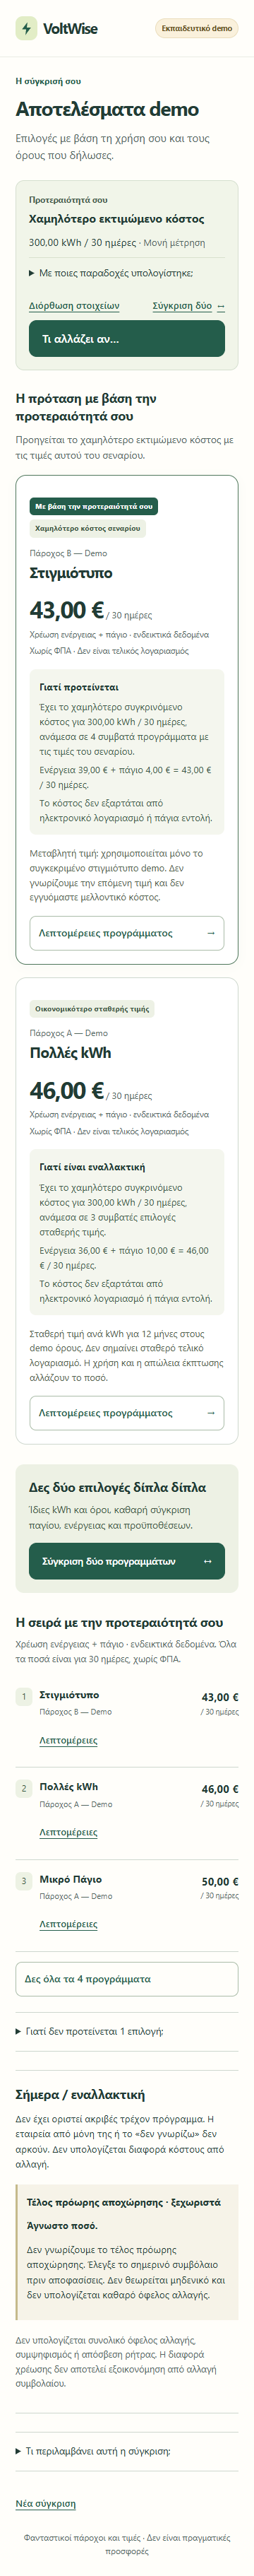 VoltWise
Εκπαιδευτικό demo
Η σύγκρισή σου
Αποτελέσματα demo
Επιλογές με βάση τη χρήση σου και τους
όρους που δήλωσες.
Προτεραιότητά σου
Χαμηλότερο εκτιμώμενο κόστος
300,00 kWh / 30 ημέρες · Μονή μέτρηση
▶ Με ποιες παραδοχές υπολογίστηκε;
Διόρθωση στοιχείων
Σύγκριση δύο ↔
Τι αλλάζει αν…
Η πρόταση με βάση την
προτεραιότητά σου
Προηγείται το χαμηλότερο εκτιμώμενο κόστος με
τις τιμές αυτού του σεναρίου.
Με βάση την προτεραιότητά σου
Χαμηλότερο κόστος σεναρίου
Πάροχος Β — Demo
Στιγμιότυπο
43,00 € / 30 ημέρες
Χρέωση ενέργειας + πάγιο · ενδεικτικά δεδομένα
Χωρίς ΦΠΑ · Δεν είναι τελικός λογαριασμός
Γιατί προτείνεται
Έχει το χαμηλότερο συγκρινόμενο
κόστος για 300,00 kWh / 30 ημέρες,
ανάμεσα σε 4 συμβατά προγράμματα με
τις τιμές του σεναρίου.
Ενέργεια 39,00 € + πάγιο 4,00 € = 43,00 €
/ 30 ημέρες.
Το κόστος δεν εξαρτάται από
ηλεκτρονικό λογαριασμό ή πάγια εντολή.
Μεταβλητή τιμή: χρησιμοποιείται μόνο το
συγκεκριμένο στιγμιότυπο demo. Δεν
γνωρίζουμε την επόμενη τιμή και δεν
εγγυόμαστε μελλοντικό κόστος.
Λεπτομέρειες προγράμματος →
Οικονομικότερο σταθερής τιμής
Πάροχος Α — Demo
Πολλές kWh
46,00 € / 30 ημέρες
Χρέωση ενέργειας + πάγιο · ενδεικτικά δεδομένα
Χωρίς ΦΠΑ · Δεν είναι τελικός λογαριασμός
Γιατί είναι εναλλακτική
Έχει το χαμηλότερο συγκρινόμενο
κόστος για 300,00 kWh / 30 ημέρες,
ανάμεσα σε 3 συμβατές επιλογές
σταθερής τιμής.
Ενέργεια 36,00 € + πάγιο 10,00 € = 46,00
€ / 30 ημέρες.
Το κόστος δεν εξαρτάται από
ηλεκτρονικό λογαριασμό ή πάγια εντολή.
Σταθερή τιμή ανά kWh για 12 μήνες στους
demo όρους. Δεν σημαίνει σταθερό τελικό
λογαριασμό. Η χρήση και η απώλεια έκπτωσης
αλλάζουν το ποσό.
Λεπτομέρειες προγράμματος →
Δες δύο επιλογές δίπλα δίπλα
Ίδιες kWh και όροι, καθαρή σύγκριση
παγίου, ενέργειας και προϋποθέσεων.
Σύγκριση δύο προγραμμάτων ↔
Η σειρά με την προτεραιότητά σου
Χρέωση ενέργειας + πάγιο · ενδεικτικά δεδομένα. Όλα
τα ποσά είναι για 30 ημέρες, χωρίς ΦΠΑ.
1 Στιγμιότυπο 43,00 €
Πάροχος Β — Demo / 30 ημέρες
Λεπτομέρειες
2 Πολλές kWh 46,00 €
Πάροχος Α — Demo / 30 ημέρες
Λεπτομέρειες
3 Μικρό Πάγιο 50,00 €
Πάροχος Α — Demo / 30 ημέρες
Λεπτομέρειες
Δες όλα τα 4 προγράμματα
▶ Γιατί δεν προτείνεται 1 επιλογή;
Σήμερα / εναλλακτική
Δεν έχει οριστεί ακριβές τρέχον πρόγραμμα. Η
εταιρεία από μόνη της ή το «δεν γνωρίζω» δεν
αρκούν. Δεν υπολογίζεται διαφορά κόστους από
αλλαγή.
Τέλος πρόωρης αποχώρησης · ξεχωριστά
Άγνωστο ποσό.
Δεν γνωρίζουμε το τέλος πρόωρης
αποχώρησης. Έλεγξε το σημερινό συμβόλαιο
πριν αποφασίσεις. Δεν θεωρείται μηδενικό και
δεν υπολογίζεται καθαρό όφελος αλλαγής.
Δεν υπολογίζεται συνολικό όφελος αλλαγής,
συμψηφισμός ή απόσβεση ρήτρας. Η διαφορά
χρέωσης δεν αποτελεί εξοικονόμηση από αλλαγή
συμβολαίου.
▶ Τι περιλαμβάνει αυτή η σύγκριση;
Νέα σύγκριση
Φανταστικοί πάροχοι και τιμές · Δεν είναι πραγματικές
προσφορές